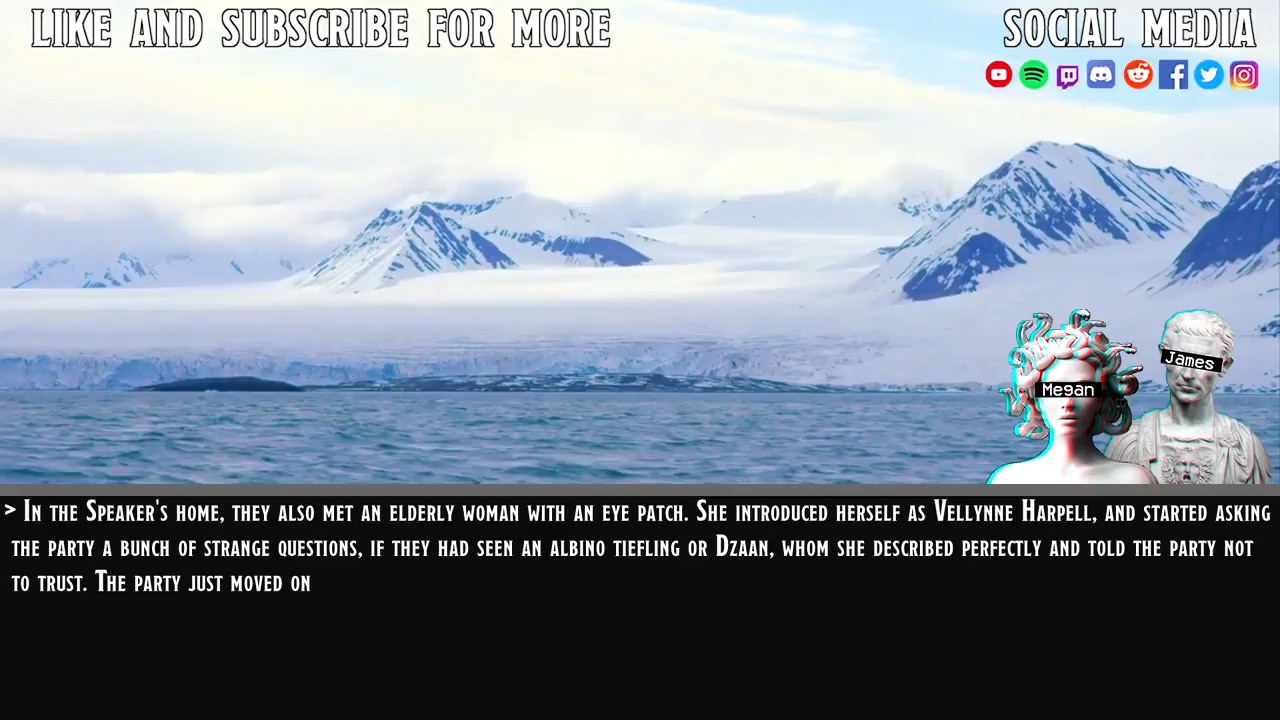 LIKE AND SUBSCRIBE FOR MORE
SOCIAL MEDIA
James
Megan
> In the Speaker's home, they also met an elderly woman with an eye patch. She introduced herself as Vellynne Harpell, and started asking
the party a bunch of strange questions, if they had seen an albino tiefling or Dzaan, whom she described perfectly and told the party not
to trust. The party just moved on